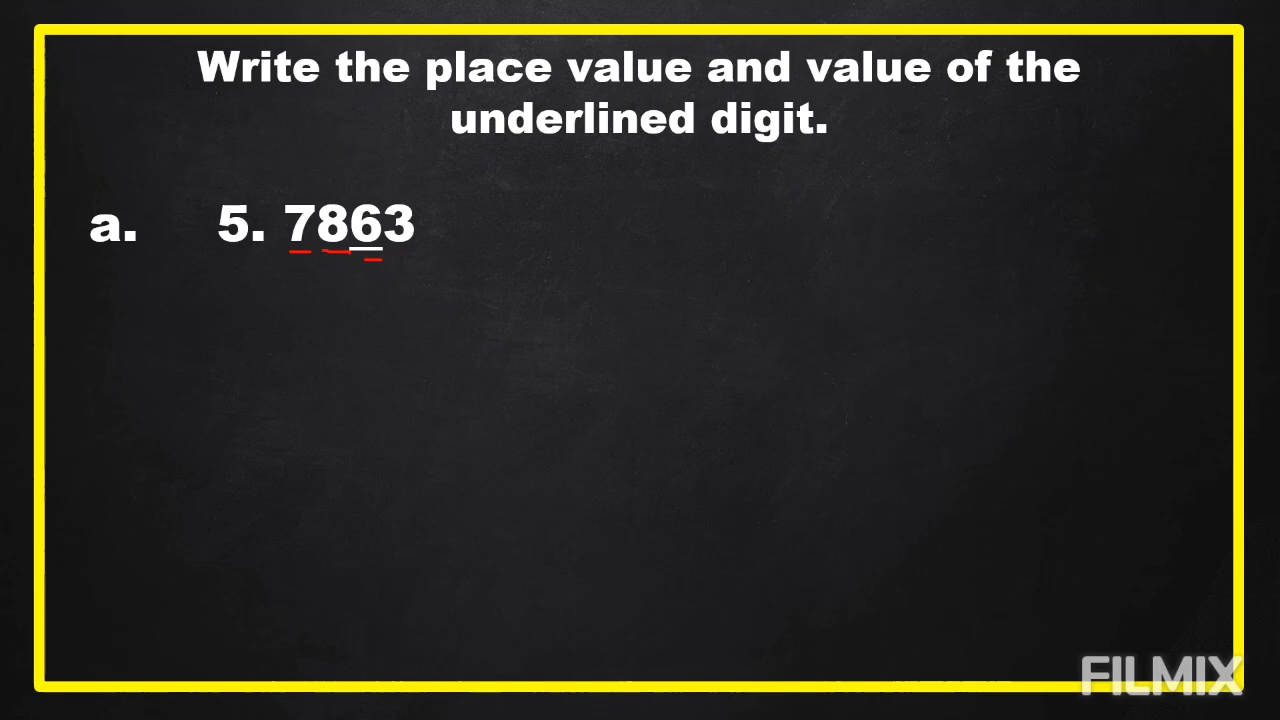 Write the place value and value of the
underlined digit.
a. 5. 7863
FILMIX